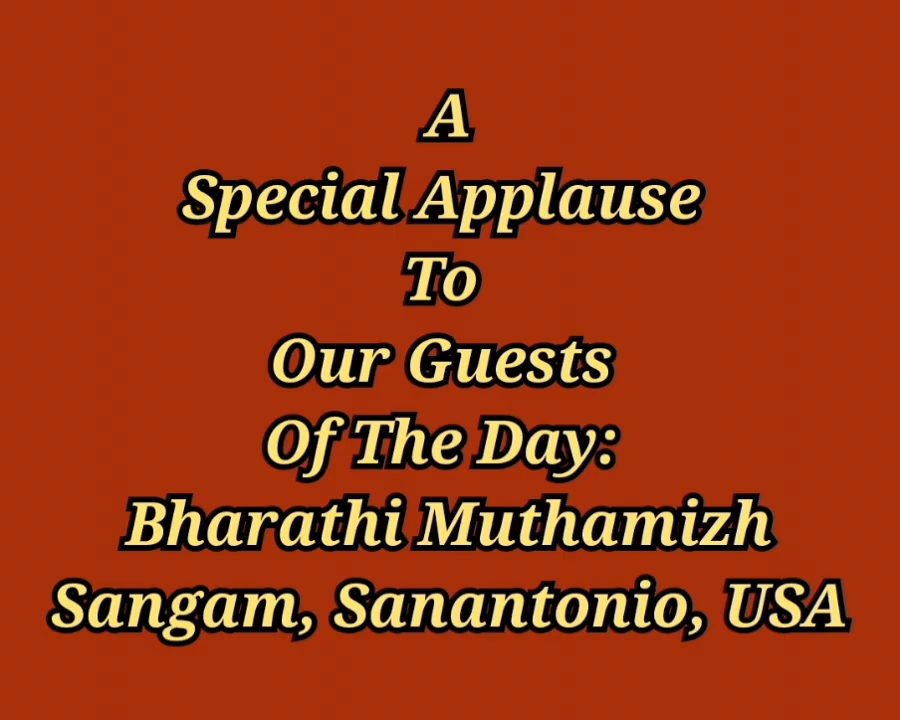 A
Special Applause
To
Our Guests
Of The Day:
Bharathi Muthamizh
Sangam, Sanantonio, USA